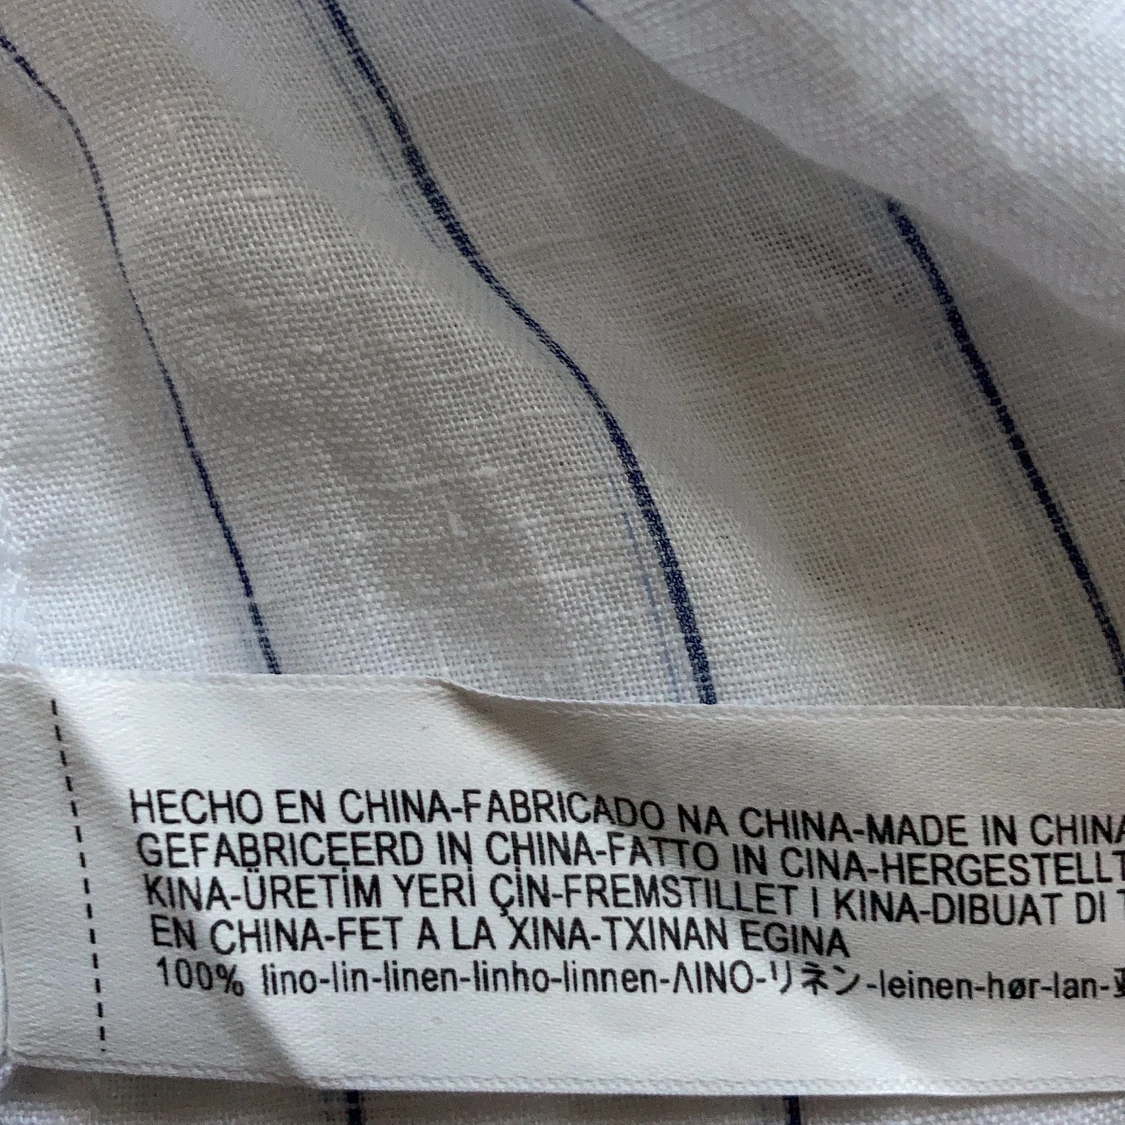 HECHO EN CHINA-FABRICADO NA CHINA-MADE IN CHINA
GEFABRICEERD IN CHINA-FATTO IN CINA-HERGESTELLT
KINA-ÜRETİM YERİ ÇİN-FREMSTILLET I KINA-DIBUAT DI
EN CHINA-FET A LA XINA-TXINAN EGINA
100% lino-lin-linen-linho-linnen-ΛINO-リネン-leinen-hør-lan-